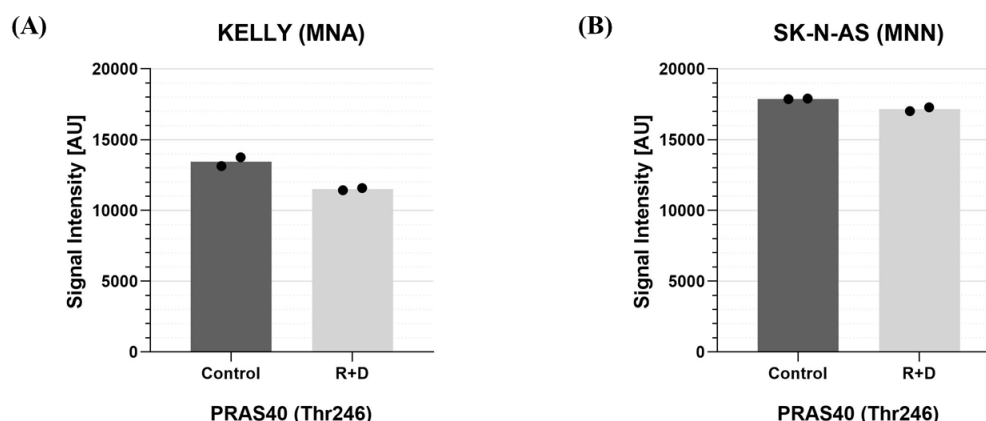 (A)
KELLY (MNA)
Signal Intensity [AU]
20000
15000
10000
5000
0
Control R+D
PRAS40 (Thr246)
(B)
SK-N-AS (MNN)
Signal Intensity [AU]
20000
15000
10000
5000
0
Control R+D
PRAS40 (Thr246)